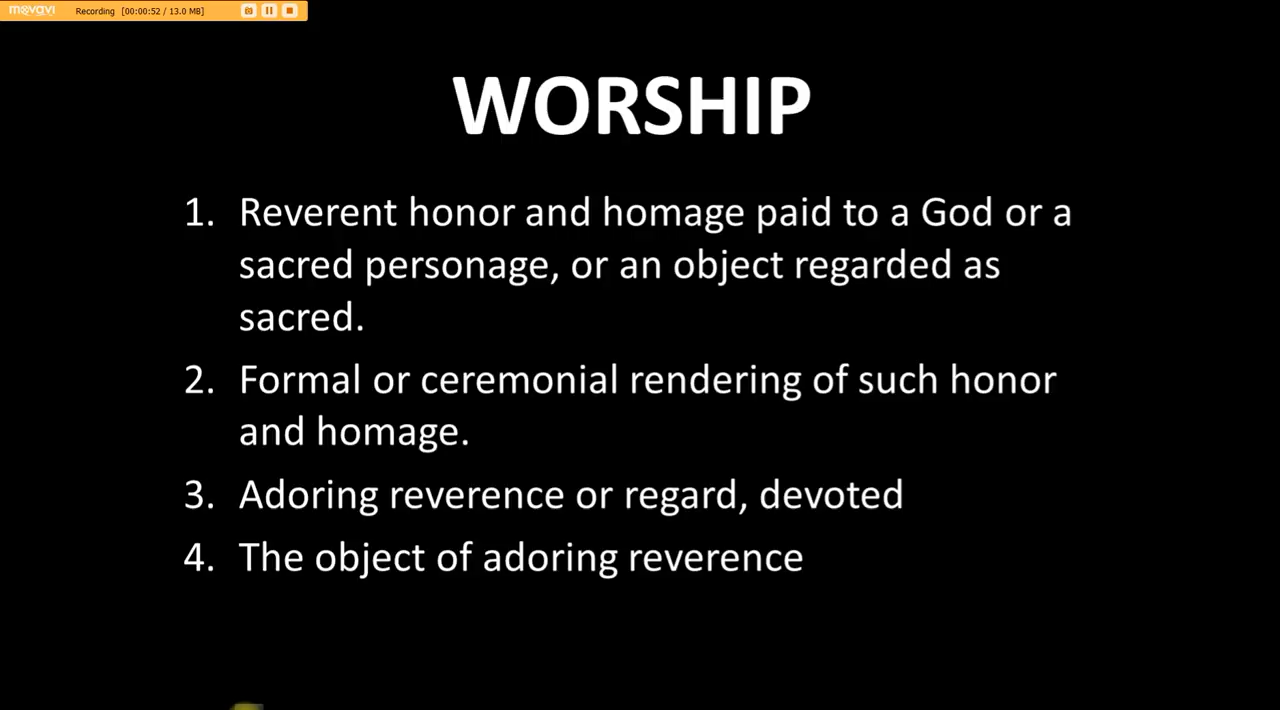 movavi Recording [00:00:52 / 13.0 MB]
WORSHIP
1. Reverent honor and homage paid to a God or a
sacred personage, or an object regarded as
sacred.
2. Formal or ceremonial rendering of such honor
and homage.
3. Adoring reverence or regard, devoted
4. The object of adoring reverence